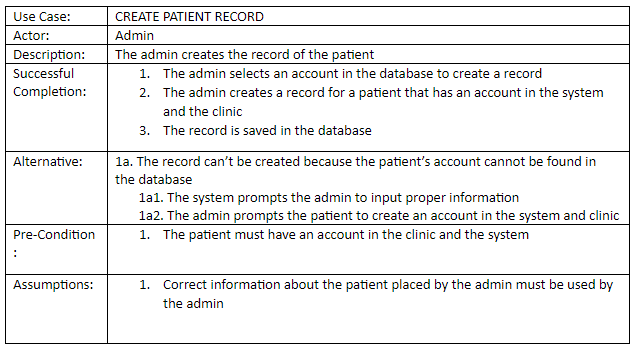 Use Case: CREATE PATIENT RECORD
Actor: Admin
Description: The admin creates the record of the patient
Successful Completion:
1. The admin selects an account in the database to create a record
2. The admin creates a record for a patient that has an account in the system
and the clinic
3. The record is saved in the database
Alternative: 1a. The record can't be created because the patient's account cannot be found in
the database
1a1. The system prompts the admin to input proper information
1a2. The admin prompts the patient to create an account in the system and clinic
Pre-Condition
:
1. The patient must have an account in the clinic and the system
Assumptions: 1. Correct information about the patient placed by the admin must be used by
the admin